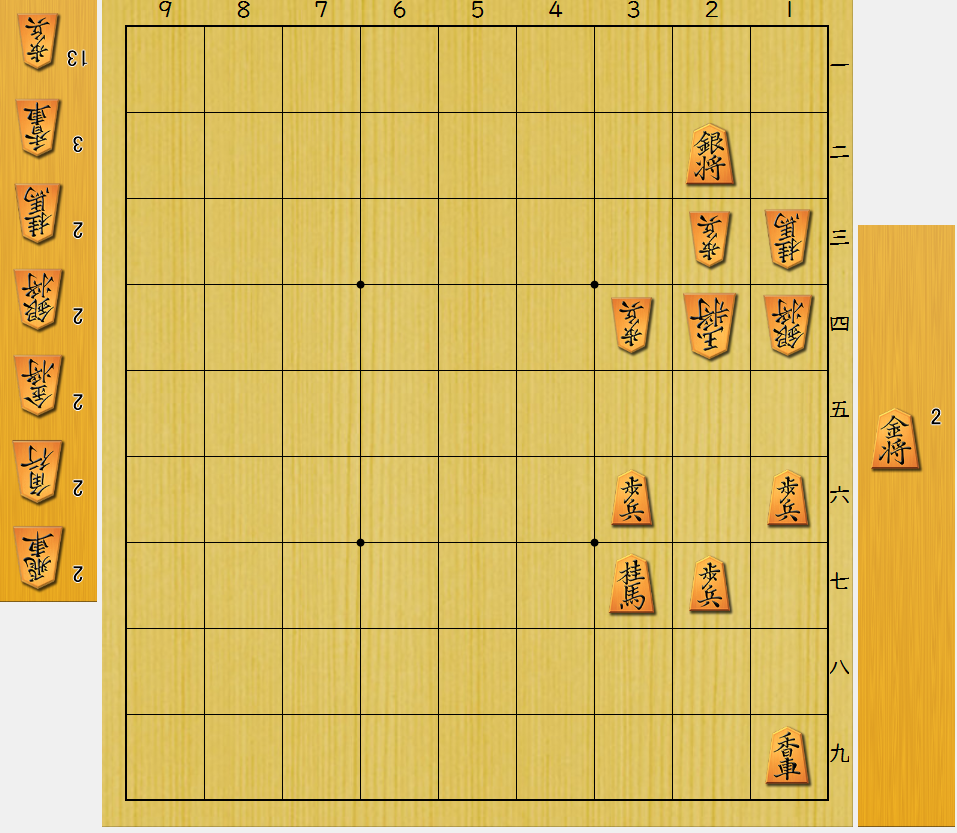 9 8 7 6 5 4 3 2 1
歩兵 13
香車 3
桂馬 2
銀将 2
金将 2
角行 2
飛車 2
一
銀将 二
歩兵 桂馬 三
歩兵 玉将 銀将 四
五
歩兵 歩兵 六
桂馬 歩兵 七
八
香車 九
金将 2